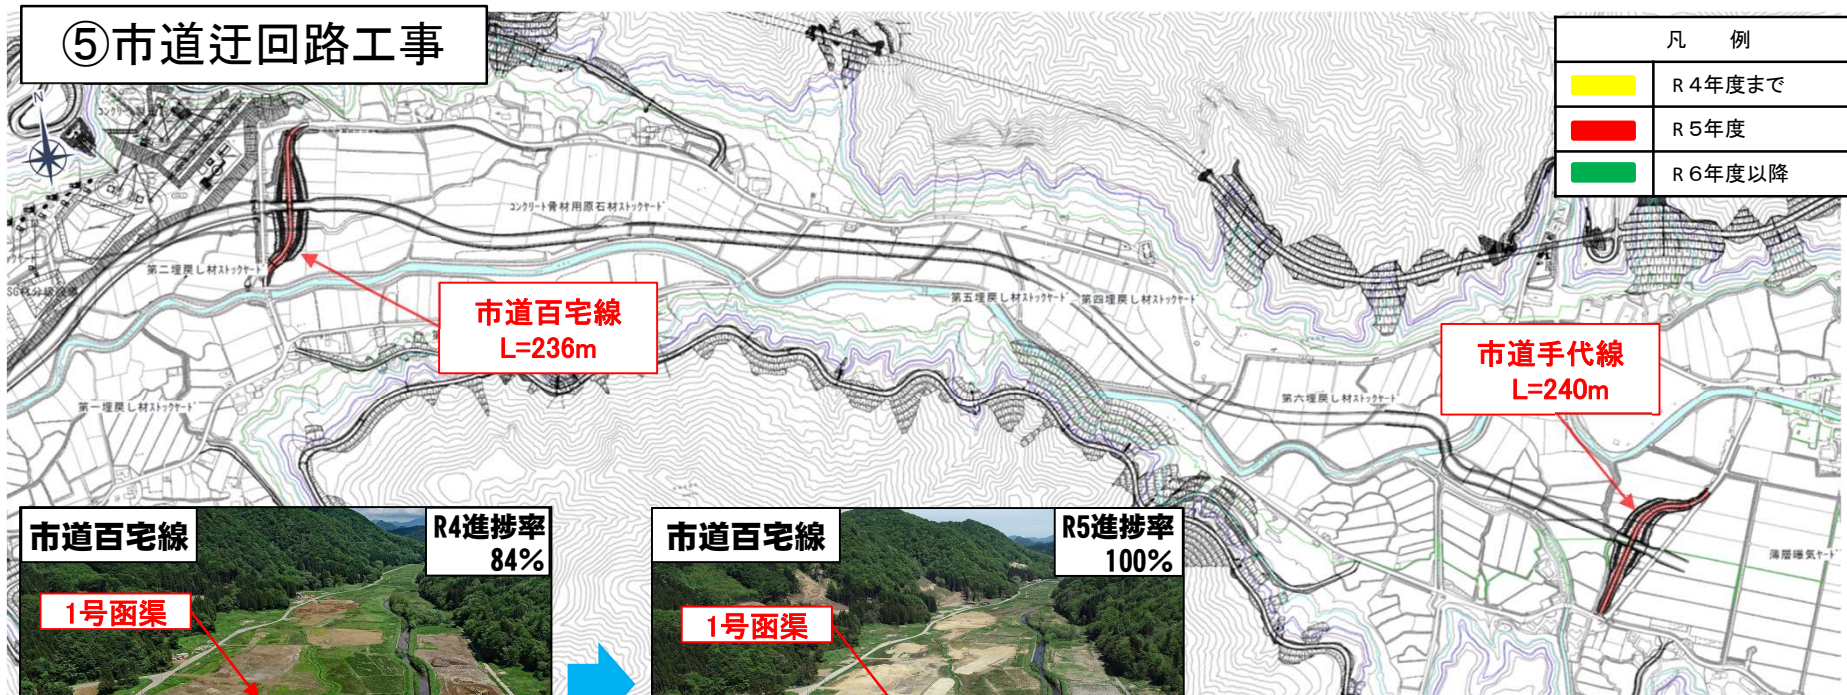 ⑤市道迂回路工事
凡 例
R4年度まで
R5年度
R6年度以降
N
コンクリート骨材用原石材ストックヤード
第二埋戻し材ストックヤード
市道百宅線
L=236m
第五埋戻し材ストックヤード
第四埋戻し材ストックヤード
市道手代線
L=240m
第一埋戻し材ストックヤード
第六埋戻し材ストックヤード
薄層曝気ヤード
市道百宅線
R4進捗率
84%
1号函渠
市道百宅線
R5進捗率
100%
1号函渠